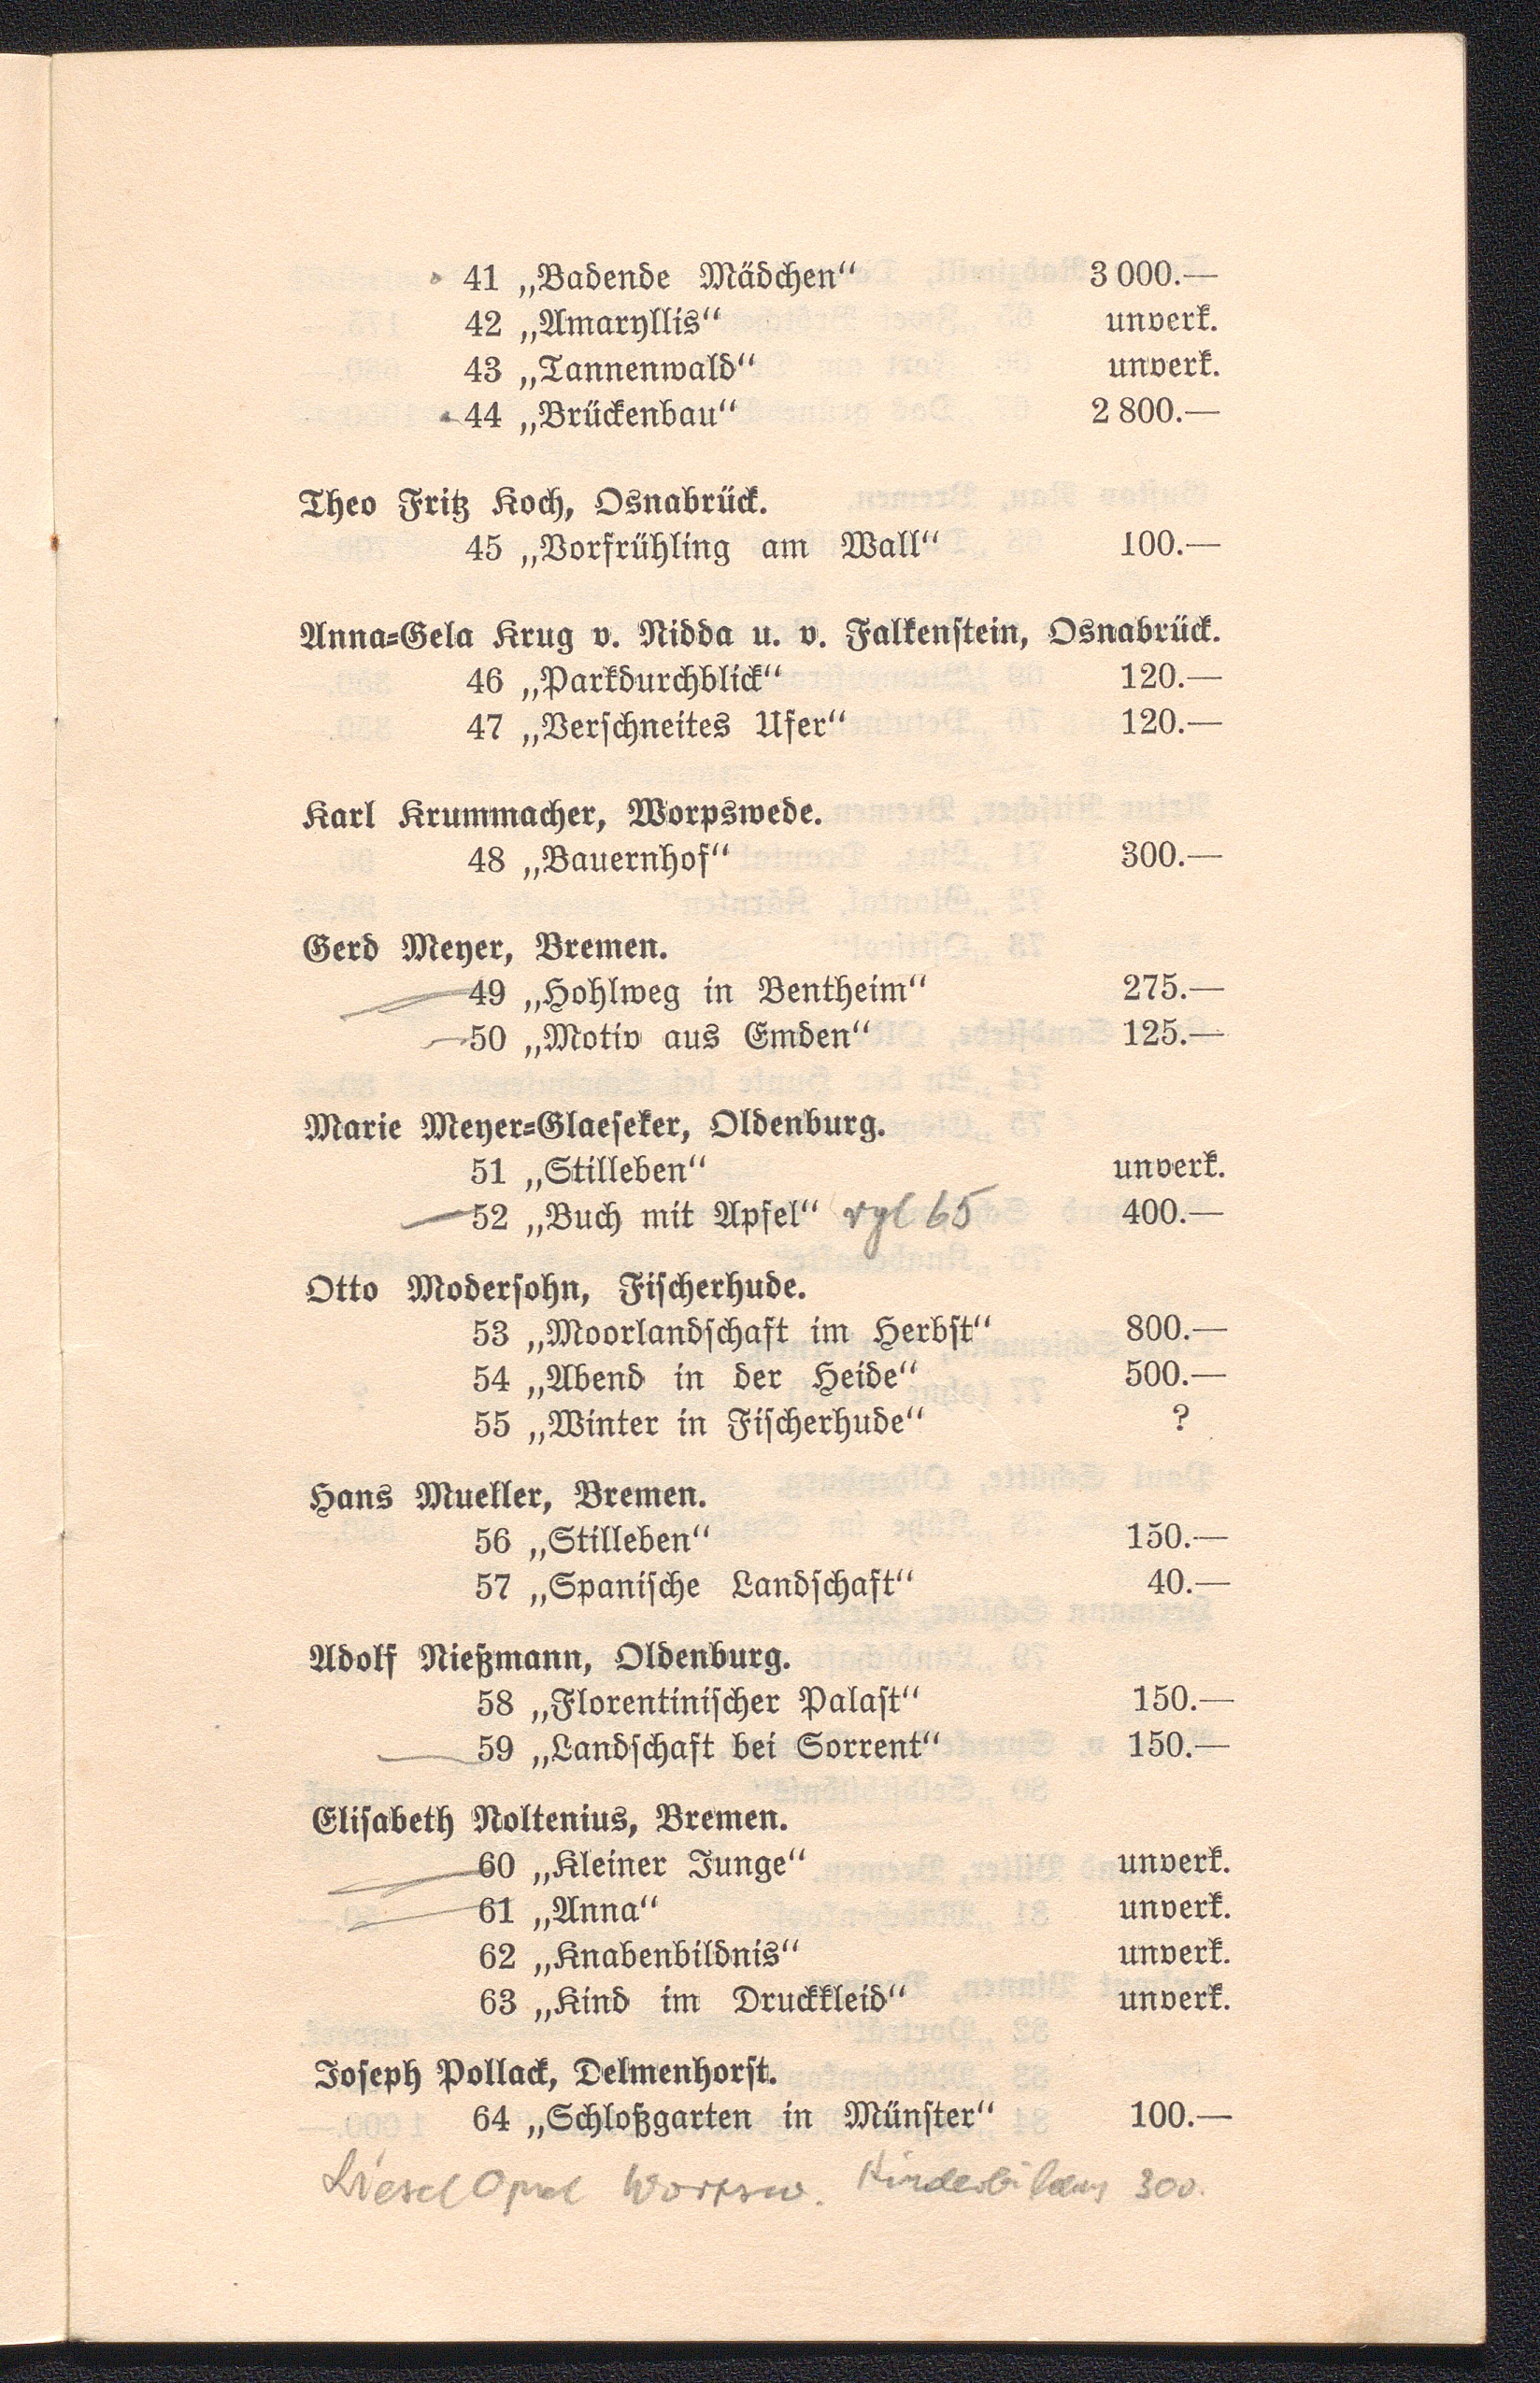 41 „Badende Mädchen“ 3 000.—
42 „Amaryllis“ unverk.
43 „Tannenwald“ unverk.
44 „Brückenbau“ 2 800.—
Theo Fritz Koch, Osnabrück.
45 „Vorfrühling am Wall“ 100.—
Anna-Gela Krug v. Nidda u. v. Falkenstein, Osnabrück.
46 „Parkdurchblick“ 120.—
47 „Verschneites Ufer“ 120.—
Karl Krummacher, Worpswede.
48 „Bauernhof“ 300.—
Gerd Meyer, Bremen.
49 „Hohlweg in Bentheim“ 275.—
50 „Motiv aus Emden“ 125.—
Marie Meyer-Glaeseker, Oldenburg.
51 „Stilleben“ unverk.
52 „Buch mit Apfel“ vgl 65 400.—
Otto Modersohn, Fischerhude.
53 „Moorlandschaft im Herbst“ 800.—
54 „Abend in der Heide“ 500.—
55 „Winter in Fischerhude“ ?
Hans Mueller, Bremen.
56 „Stilleben“ 150.—
57 „Spanische Landschaft“ 40.—
Adolf Nießmann, Oldenburg.
58 „Florentinischer Palast“ 150.—
59 „Landschaft bei Sorrent“ 150.—
Elisabeth Noltenius, Bremen.
60 „Kleiner Junge“ unverk.
61 „Anna“ unverk.
62 „Knabenbildnis“ unverk.
63 „Kind im Druckkleid“ unverk.
Joseph Pollack, Delmenhorst.
64 „Schloßgarten in Münster“ 100.—
Worpsw. 300.